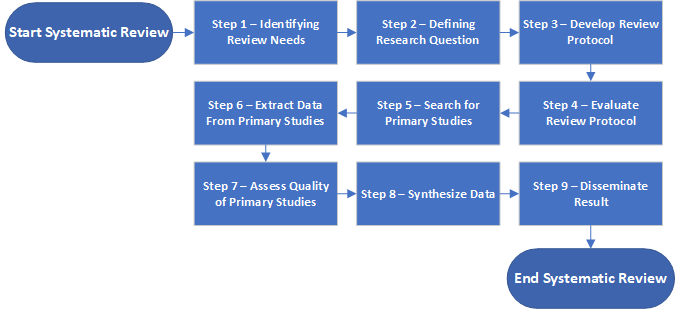 Start Systematic Review
Step 1 – Identifying
Review Needs
Step 2 – Defining
Research Question
Step 3 – Develop Review
Protocol
Step 4 – Evaluate
Review Protocol
Step 5 – Search for
Primary Studies
Step 6 – Extract Data
From Primary Studies
Step 7 – Assess Quality
of Primary Studies
Step 8 – Synthesize Data
Step 9 – Disseminate
Result
End Systematic Review